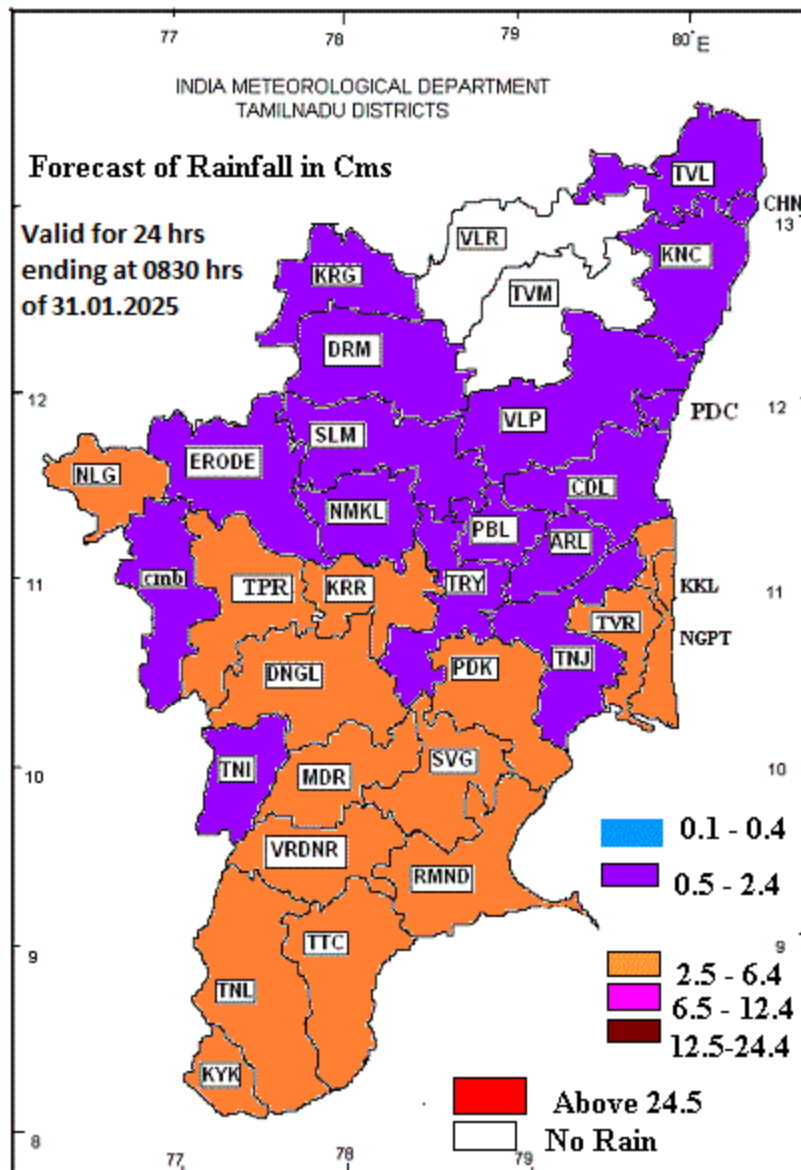 77 78 79 80°E
INDIA METEOROLOGICAL DEPARTMENT
TAMILNADU DISTRICTS
Forecast of Rainfall in Cms
Valid for 24 hrs
ending at 0830 hrs
of 31.01.2025
TVL
CHN
13
VLR
KNC
KRG
TVM
DRM
12
PDC
12
VLP
SLM
ERODE
NLG
CDL
NMKL
PBL
ARL
11
cmb
TPR
KRR
TRY
KKL
11
TVR
NGPT
DNGL
PDK
TNJ
10
TNI
MDR
SVG
10
VRDNR
RMND
0.1 - 0.4
0.5 - 2.4
9
TTC
9
TNL
2.5 - 6.4
6.5 - 12.4
12.5-24.4
KYK
Above 24.5
No Rain
8
77 78 79